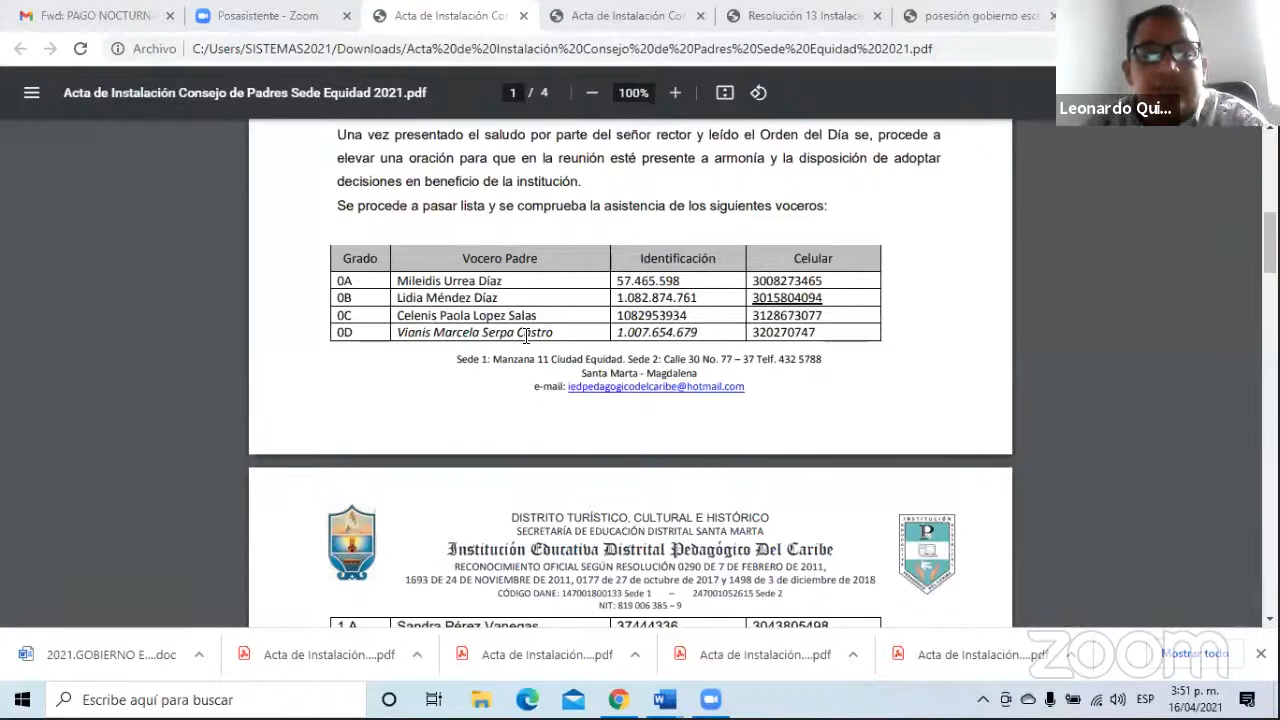 Fwd: PAGO NOCTURN
Posasistente - Zoom
Acta de Instalación Con
Acta de Instalación Con
Resolución 13 Instalaci
posesión gobierno esc
Archivo C:/Users/SISTEMAS2021/Downloads/Acta%20de%20Instalación%20Consejo%20de%20Padres%20Sede%20Equidad%202021.pdf
Acta de Instalación Consejo de Padres Sede Equidad 2021.pdf
1 / 4
100%
Leonardo Qui...
Una vez presentado el saludo por parte del señor rector y leído el Orden del Día se, procede a
elevar una oración para que en la reunión esté presente a armonía y la disposición de adoptar
decisiones en beneficio de la institución.
Se procede a pasar lista y se comprueba la asistencia de los siguientes voceros:
Grado Vocero Padre Identificación Celular
0A Mileidis Urrea Díaz 57.465.598 3008273465
0B Lidia Méndez Díaz 1.082.874.761 3015804094
0C Celenis Paola Lopez Salas 1082953934 3128673077
0D Vianis Marcela Serpa Castro 1.007.654.679 320270747
Sede 1: Manzana 11 Ciudad Equidad. Sede 2: Calle 30 No. 77 – 37 Telf. 432 5788
Santa Marta - Magdalena
e-mail: iedpedagogicodelcaribe@hotmail.com
DISTRITO TURÍSTICO, CULTURAL E HISTÓRICO
SECRETARÍA DE EDUCACIÓN DISTRITAL SANTA MARTA
Institución Educativa Distrital Pedagógico Del Caribe
RECONOCIMIENTO OFICIAL SEGÚN RESOLUCIÓN 0290 DE 7 DE FEBRERO DE 2011,
1693 DE 24 DE NOVIEMBRE DE 2011, 0177 de 27 de octubre de 2017 y 1498 de 3 de diciembre de 2018
CÓDIGO DANE: 147001800133 Sede 1 – 247001052615 Sede 2
NIT: 819 006 385 – 9
1 A Sandra Pérez Vanegas 37444336 3043805498
2021.GOBIERNO E....doc
Acta de Instalación....pdf
Acta de Instalación....pdf
Acta de Instalación....pdf
Acta de Instalación....pdf
Mostrar todo
zoom
Escribe aquí para buscar
ESP
3:51 p. m.
16/04/2021